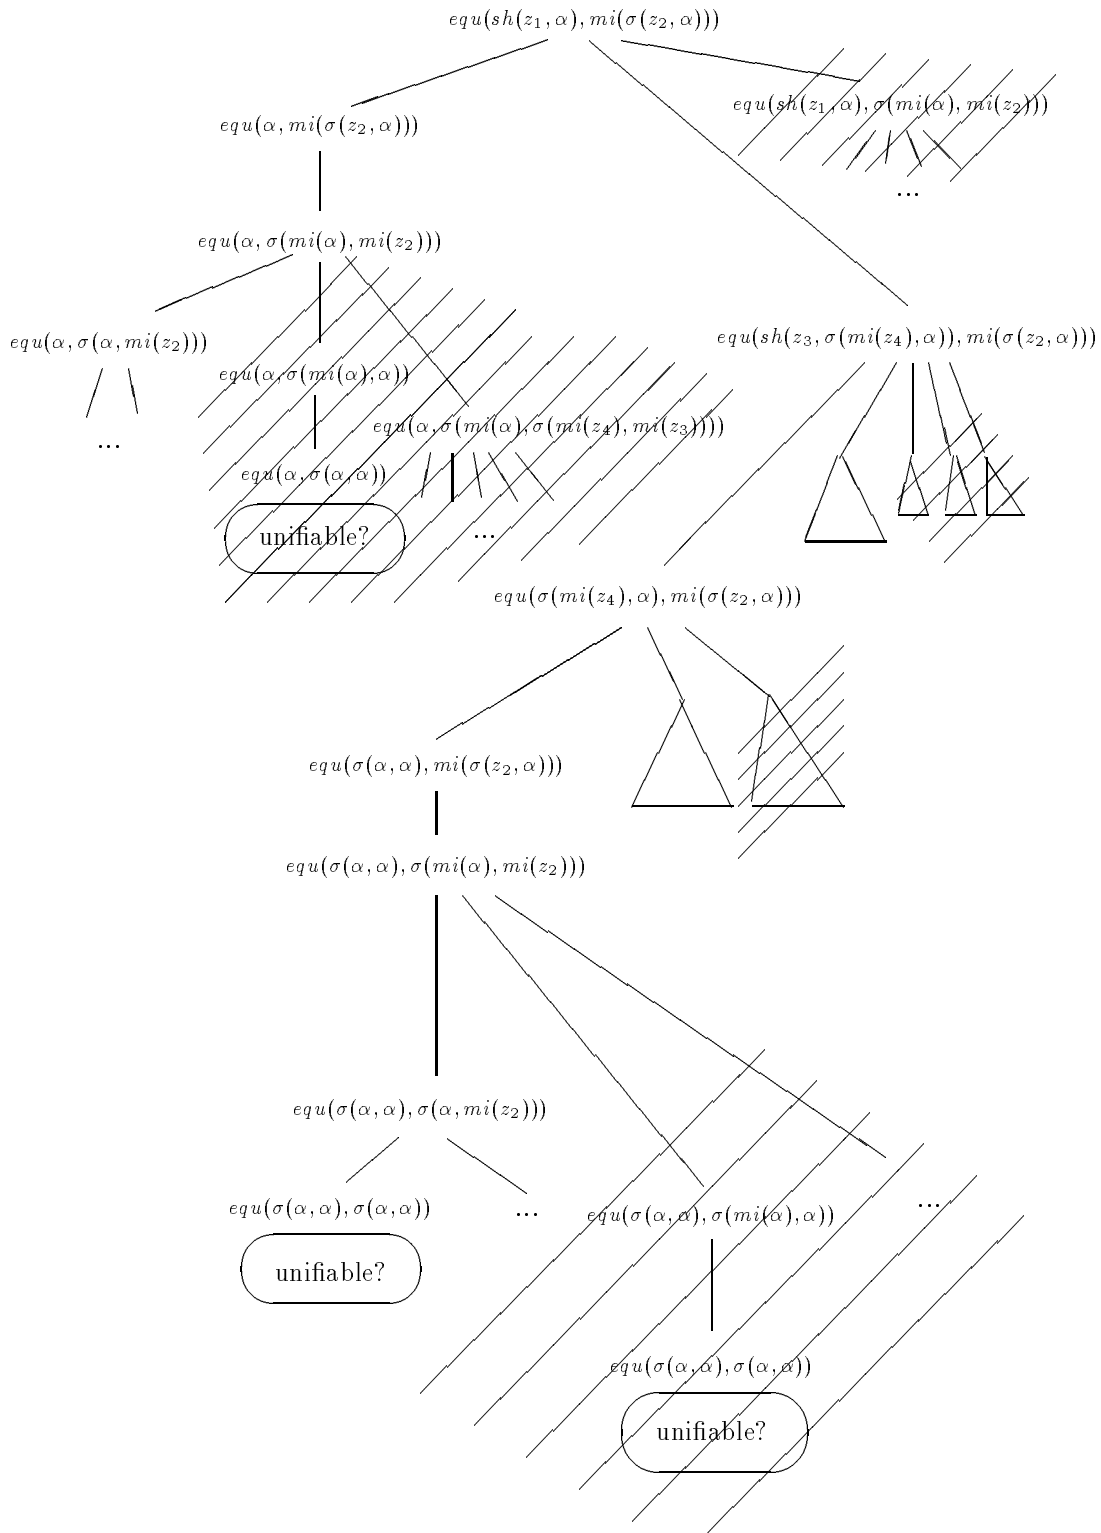 equ(sh(z₁, α), mi(σ(z₂, α)))
equ(sh(z₁, α), σ(mi(α), mi(z₂)))
equ(α, mi(σ(z₂, α)))
...
equ(α, σ(mi(α), mi(z₂)))
equ(α, σ(α, mi(z₂)))
equ(sh(z₃, σ(mi(z₄), α)), mi(σ(z₂, α)))
equ(α, σ(mi(α), α))
equ(α, σ(mi(α), σ(mi(z₄), mi(z₃))))
...
equ(α, σ(α, α))
unifiable?
...
equ(σ(mi(z₄), α), mi(σ(z₂, α)))
equ(σ(α, α), mi(σ(z₂, α)))
equ(σ(α, α), σ(mi(α), mi(z₂)))
equ(σ(α, α), σ(α, mi(z₂)))
equ(σ(α, α), σ(α, α))
...
equ(σ(α, α), σ(mi(α), α))
...
unifiable?
equ(σ(α, α), σ(α, α))
unifiable?